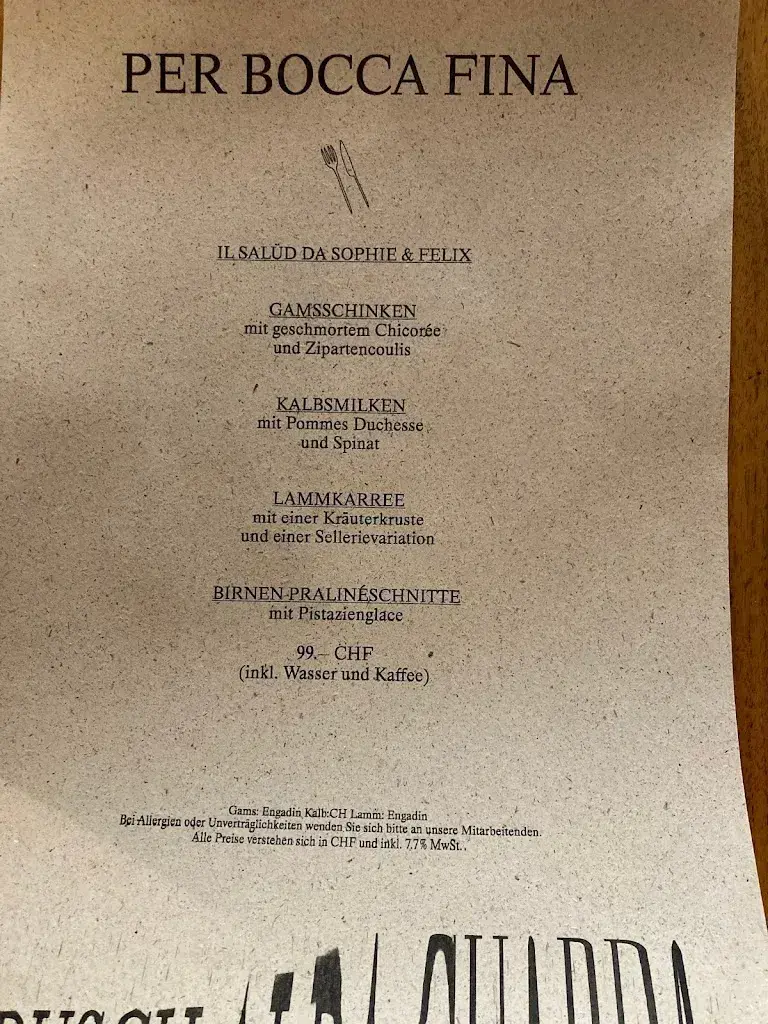 PER BOCCA FINA
IL SALÜD DA SOPHIE & FELIX
GAMSSCHINKEN
mit geschmortem Chicorée
und Zipartencoulis
KALBSMILKEN
mit Pommes Duchesse
und Spinat
LAMMKARREE
mit einer Kräuterkruste
und einer Sellerievariation
BIRNEN-PRALINÉSCHNITTE
mit Pistazienglace
99.– CHF
(inkl. Wasser und Kaffee)
Gams: Engadin Kalb:CH Lamm: Engadin
Bei Allergien oder Unverträglichkeiten wenden Sie sich bitte an unsere Mitarbeitenden.
Alle Preise verstehen sich in CHF und inkl. 7,7% MwSt..